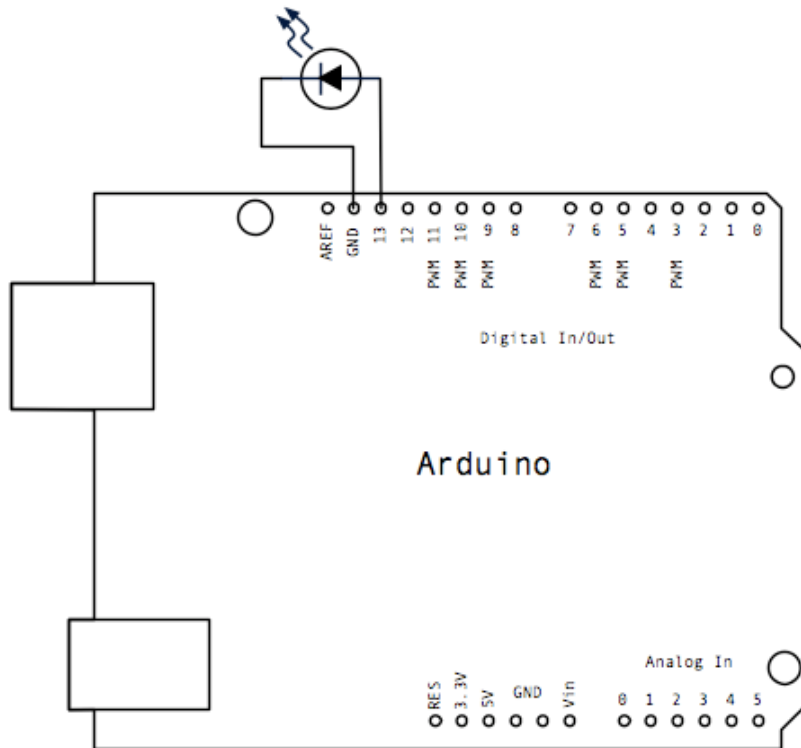 AREF GND 13 12 11 10 9 8 7 6 5 4 3 2 1 0
PWM PWM PWM PWM PWM PWM
Digital In/Out
Arduino
Analog In
RES 3.3V 5V GND Vin 0 1 2 3 4 5